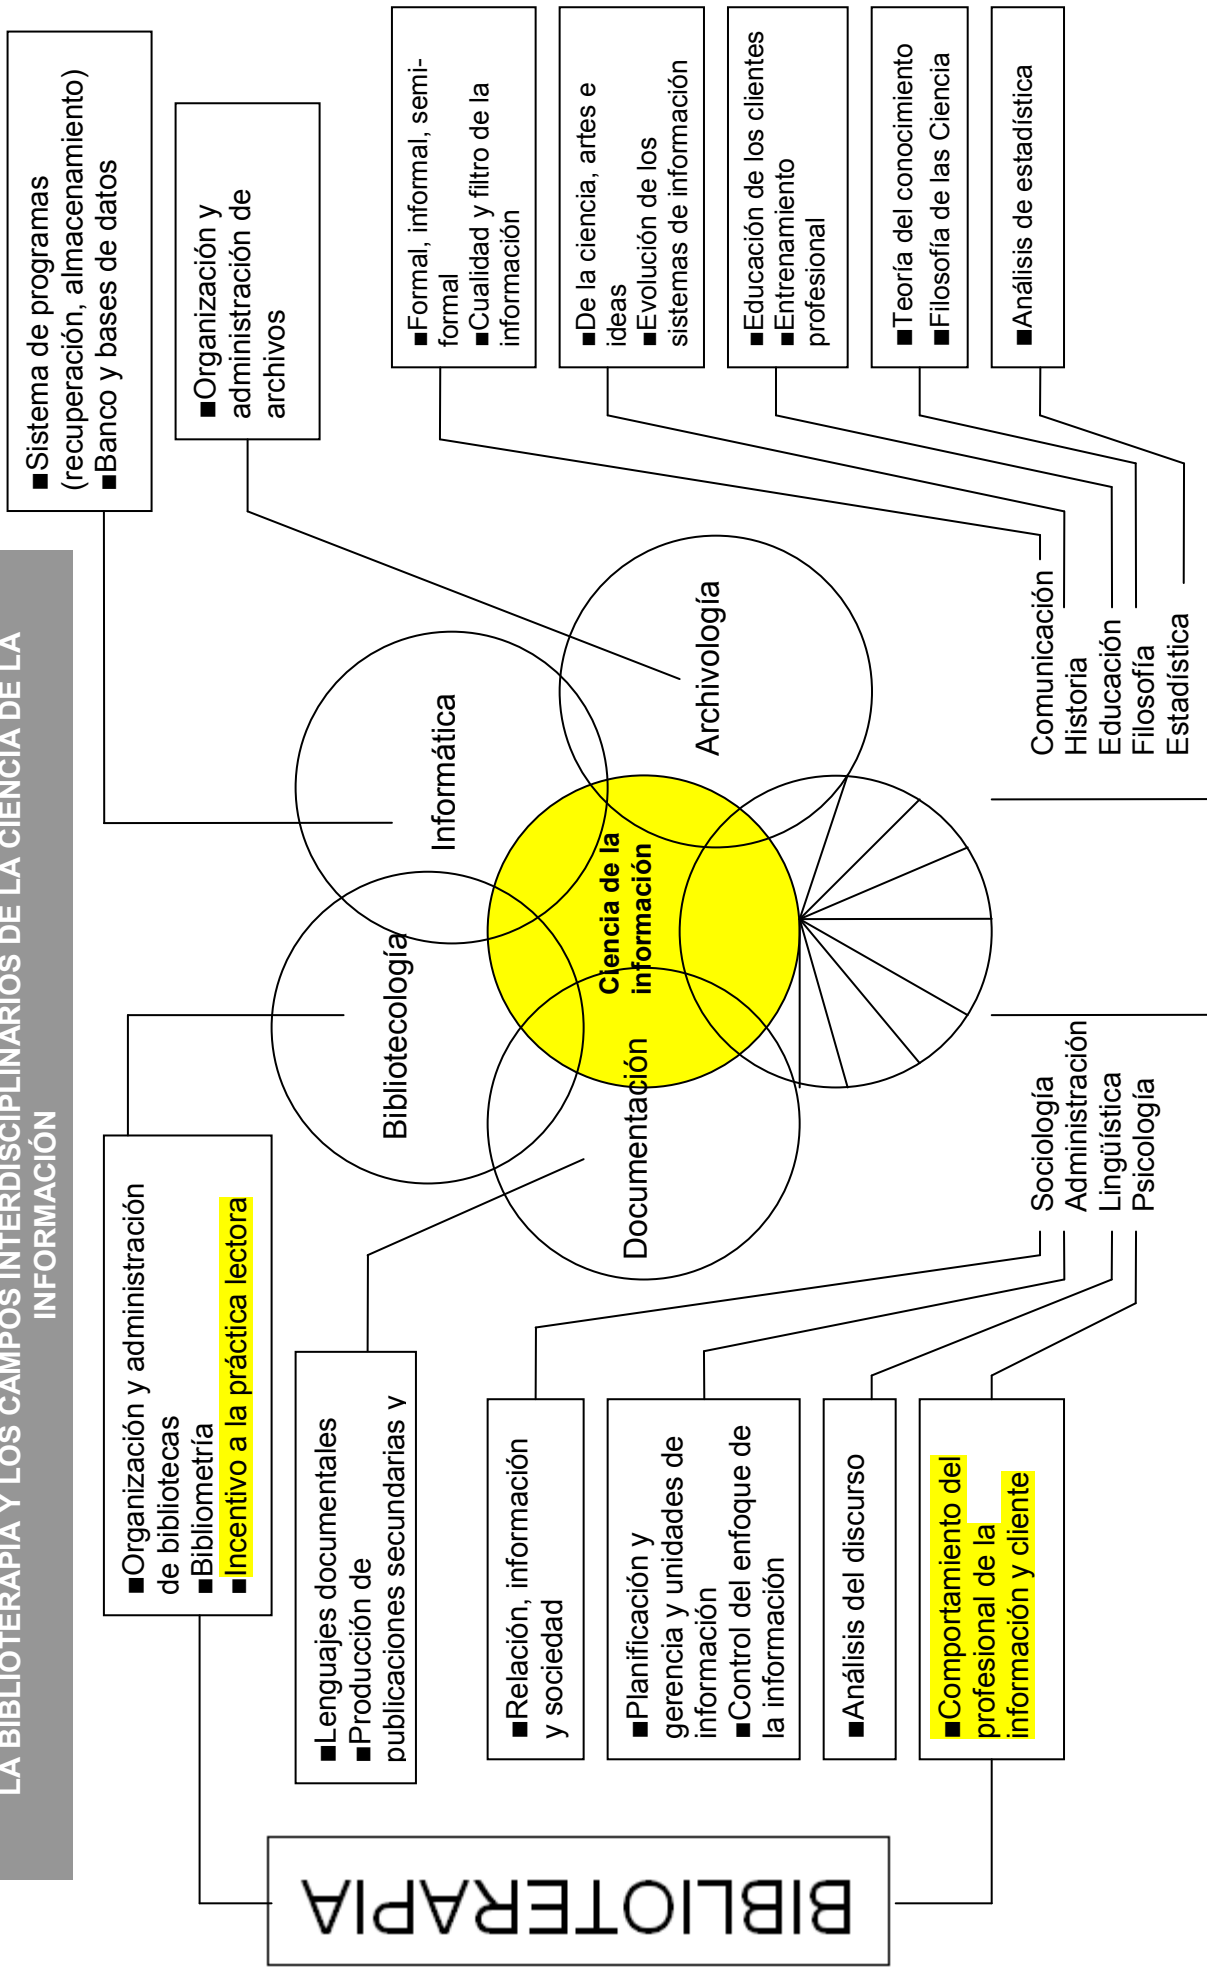 LA BIBLIOTERAPIA Y LOS CAMPOS INTERDISCIPLINARIOS DE LA CIENCIA DE LA
INFORMACIÓN
■Organización y administración
de bibliotecas
■Bibliometría
■Incentivo a la práctica lectora
■Sistema de programas
(recuperación, almacenamiento)
■Banco y bases de datos
■Organización y
administración de
archivos
■Lenguajes documentales
■Producción de
publicaciones secundarias y
Bibliotecología
Informática
Archivología
Documentación
Ciencia de la
información
BIBLIOTERAPIA
■Relación, información
y sociedad
■Planificación y
gerencia y unidades de
información
■Control del enfoque de
la información
■Análisis del discurso
■Comportamiento del
profesional de la
información y cliente
Sociología
Administración
Lingüística
Psicología
Comunicación
Historia
Educación
Filosofía
Estadística
■Formal, informal, semi-
formal
■Cualidad y filtro de la
información
■De la ciencia, artes e
ideas
■Evolución de los
sistemas de información
■Educación de los clientes
■Entrenamiento
profesional
■Teoría del conocimiento
■Filosofía de las Ciencia
■Análisis de estadística